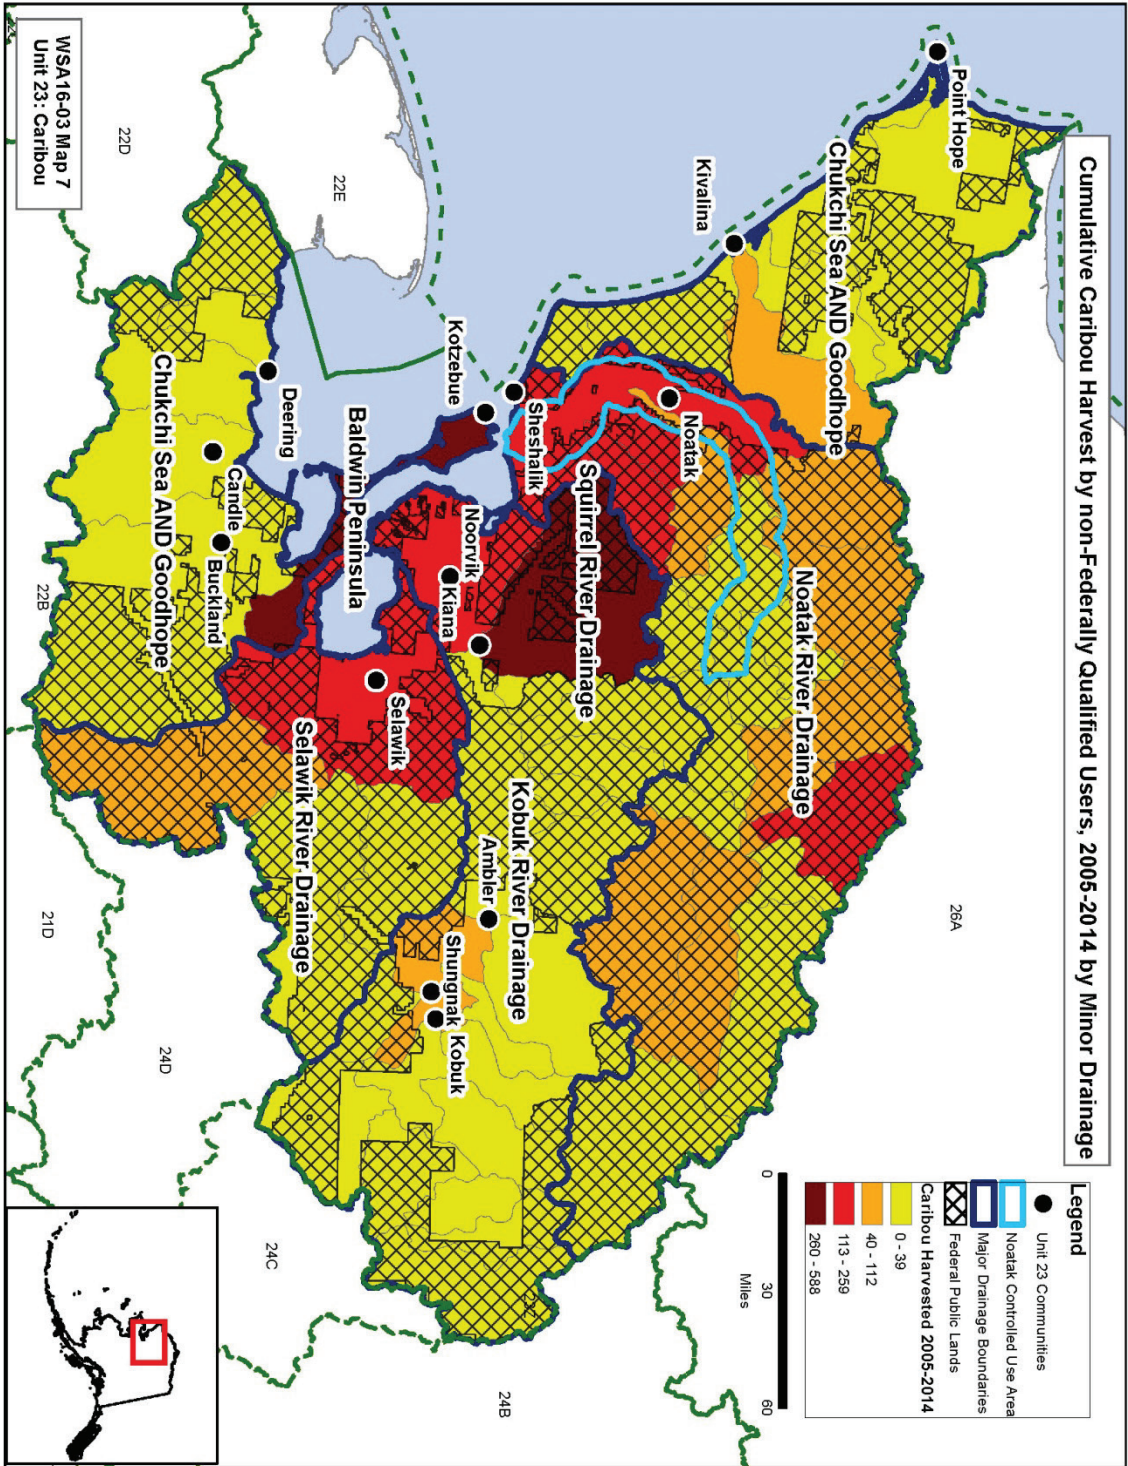 Cumulative Caribou Harvest by non-Federally Qualified Users, 2005-2014 by Minor Drainage
Legend
Unit 23 Communities
Noatak Controlled Use Area
Major Drainage Boundaries
Federal Public Lands
Caribou Harvested 2005-2014
0 - 39
40 - 112
113 - 259
260 - 588
0
30
60
Miles
Point Hope
Chukchi Sea AND Goodhope
Kivalina
26A
Noatak
Noatak River Drainage
Sheshalik
Squirrel River Drainage
Kotzebue
Noorvik
Kiana
Kobuk River Drainage
Ambler
Shungnak
Kobuk
24B
Baldwin Peninsula
Selawik
Selawik River Drainage
Deering
Candle
Buckland
Chukchi Sea AND Goodhope
22E
22D
22B
21D
24D
24C
23Z
WSA16-03 Map 7
Unit 23: Caribou